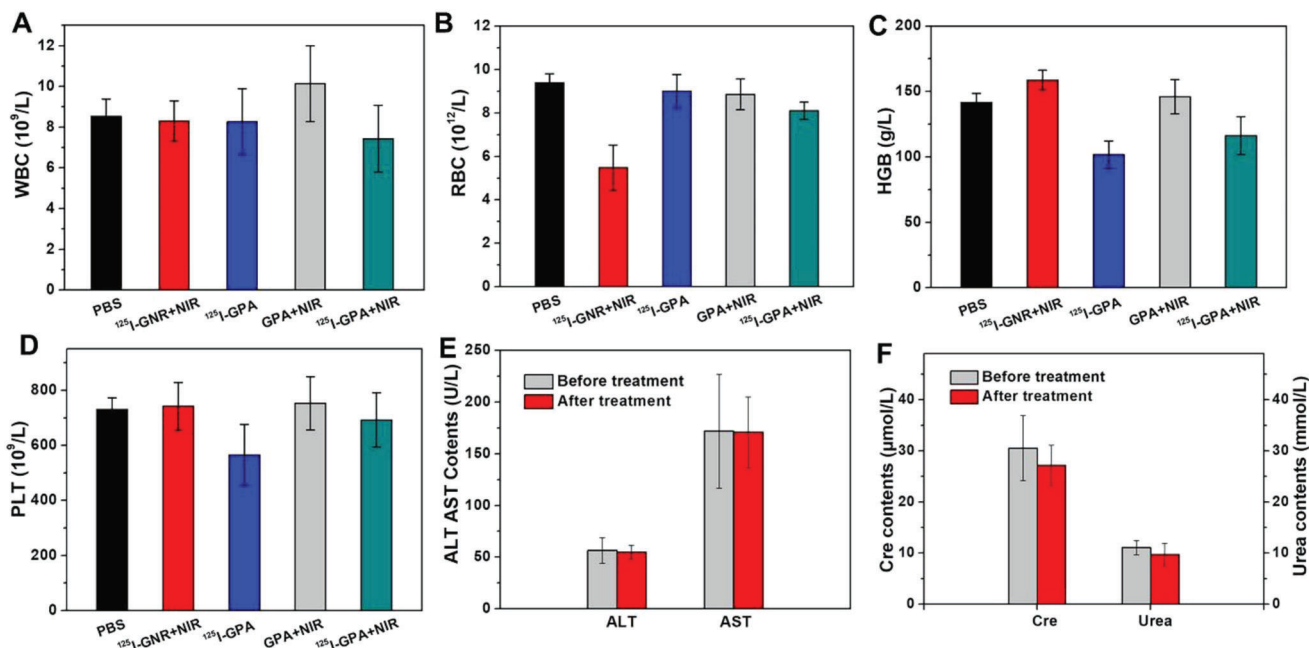 A
WBC (10⁹/L)
12
10
8
6
4
2
0
PBS
¹²⁵I-GNR+NIR
¹²⁵I-GPA
GPA+NIR
¹²⁵I-GPA+NIR
B
RBC (10¹²/L)
12
10
8
6
4
2
0
PBS
¹²⁵I-GNR+NIR
¹²⁵I-GPA
GPA+NIR
¹²⁵I-GPA+NIR
C
HGB (g/L)
200
150
100
50
0
PBS
¹²⁵I-GNR+NIR
¹²⁵I-GPA
GPA+NIR
¹²⁵I-GPA+NIR
D
PLT (10⁹/L)
800
600
400
200
0
PBS
¹²⁵I-GNR+NIR
¹²⁵I-GPA
GPA+NIR
¹²⁵I-GPA+NIR
E
ALT AST Cotents (U/L)
250
200
150
100
50
0
Before treatment
After treatment
ALT
AST
F
Cre contents (μmol/L)
40
30
20
10
0
Before treatment
After treatment
Cre
Urea
40
30
20
10
0
Urea contents (mmol/L)